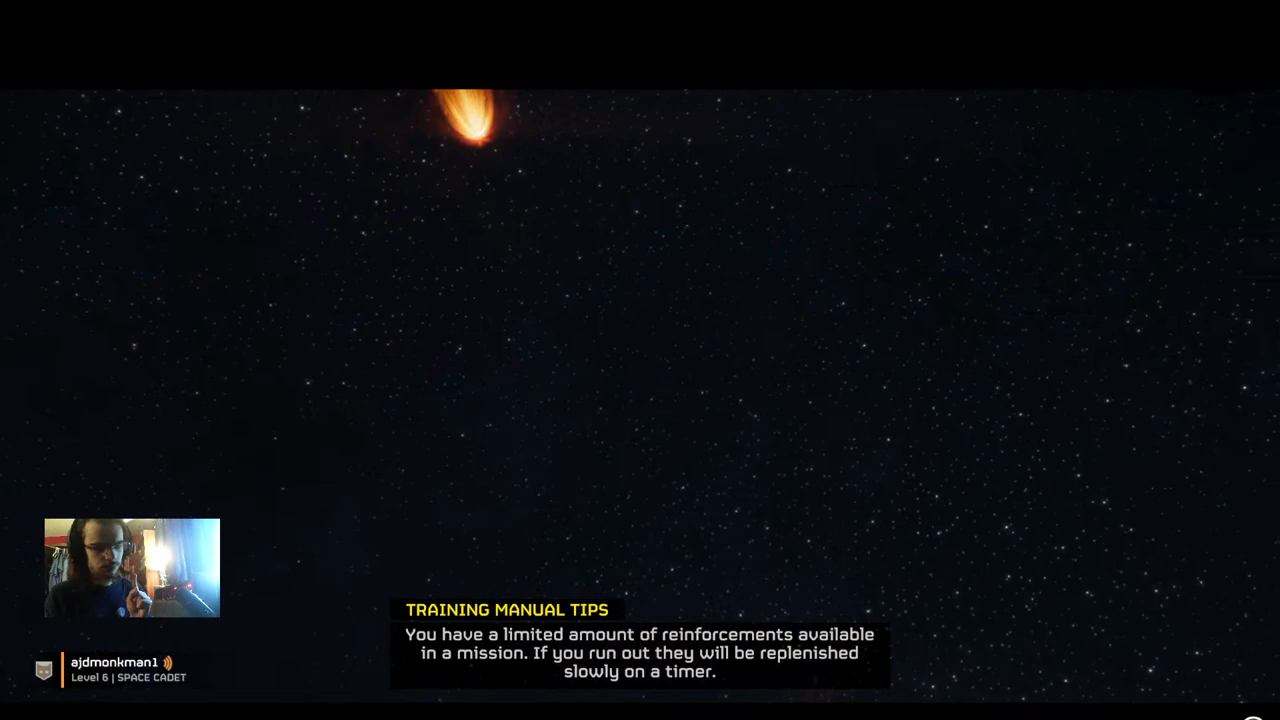 TRAINING MANUAL TIPS
You have a limited amount of reinforcements available
in a mission. If you run out they will be replenished
slowly on a timer.
ajdmonkman1
Level 6 | SPACE CADET